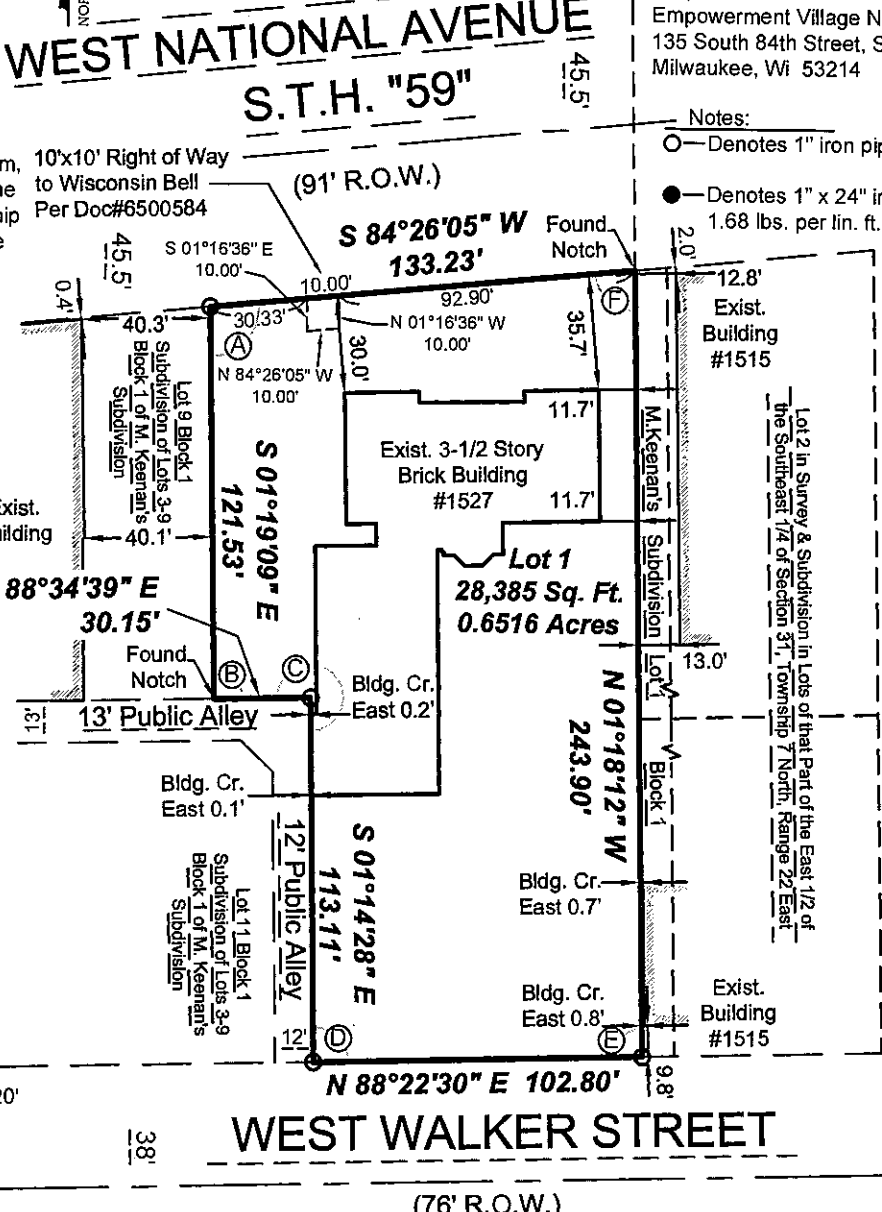 WEST NATIONAL AVENUE
S.T.H. "59"
45.5'
Empowerment Village N
135 South 84th Street, S
Milwaukee, Wi 53214
Notes:
Denotes 1" iron pip
Denotes 1" x 24" i
1.68 lbs. per lin. ft.
10'x10' Right of Way
to Wisconsin Bell
Per Doc#6500584
(91' R.O.W.)
45.5'
S 84°26'05" W
133.23'
Found
Notch
S 01°16'36" E
10.00'
10.00'
92.90'
30.33'
N 01°16'36" W
10.00'
N 84°26'05" W
10.00'
A
F
0.4'
40.3'
2.0'
12.8'
Exist.
Building
#1515
30.0'
35.7'
Lot 9 Block 1
Subdivision of Lots 3-9
Block 1 of M. Keenan's
Subdivision
S 01°19'09" E
121.53'
Exist. 3-1/2 Story
Brick Building
#1527
11.7'
11.7'
M.Keenan's Subdivision Lot 1 Block 1
Lot 2 in Survey & Subdivision in Lots of that Part of the East 1/2 of
the Southeast 1/4 of Section 31, Township 7 North, Range 22 East
Exist.
40.1'
Lot 1
28,385 Sq. Ft.
0.6516 Acres
88°34'39" E
30.15'
13.0'
Found
Notch
B
C
13'
13' Public Alley
Bldg. Cr.
East 0.2'
N 01°18'12" W
243.90'
Bldg. Cr.
East 0.1'
12' Public Alley
S 01°14'28" E
113.11'
Lot 11 Block 1
Subdivision of Lots 3-9
Block 1 of M. Keenan's
Subdivision
Bldg. Cr.
East 0.7'
Bldg. Cr.
East 0.8'
Exist.
Building
#1515
12'
D
E
N 88°22'30" E 102.80'
9.8'
20'
38'
WEST WALKER STREET
(76' R.O.W.)